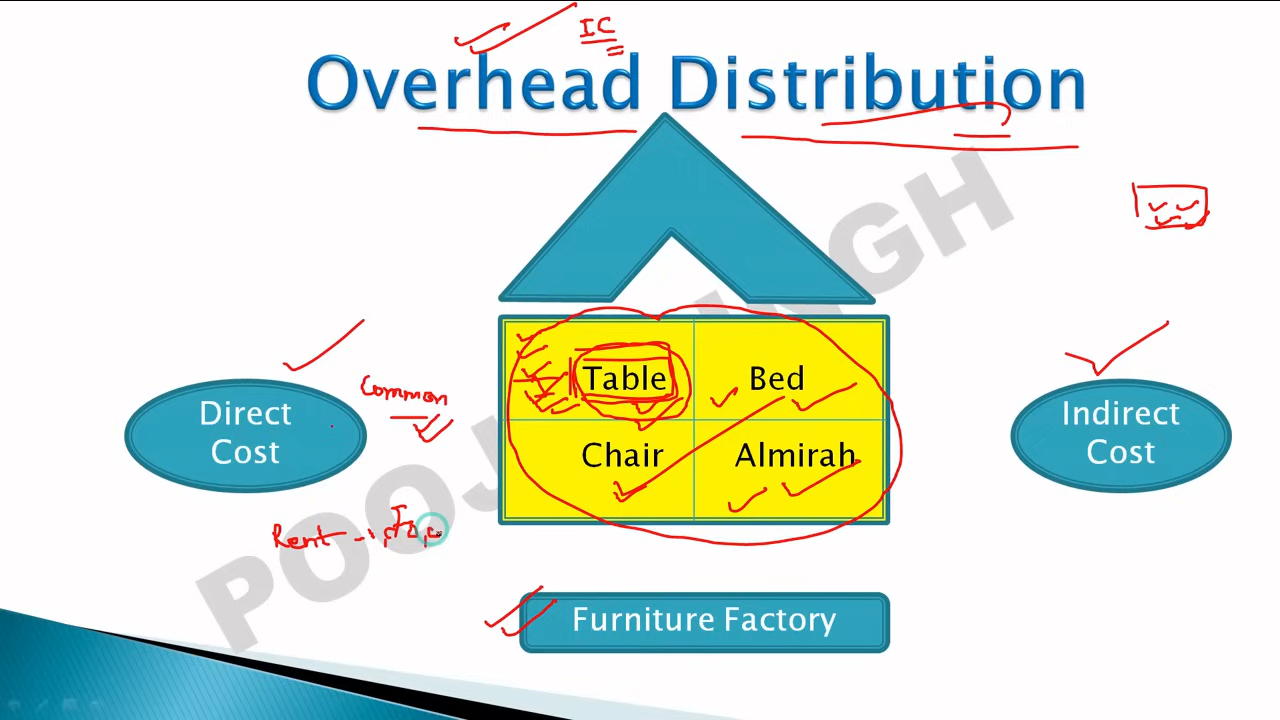 IC
Overhead Distribution
Table
Bed
Direct
Cost
Common
Chair
Almirah
Indirect
Cost
Rent
Furniture Factory